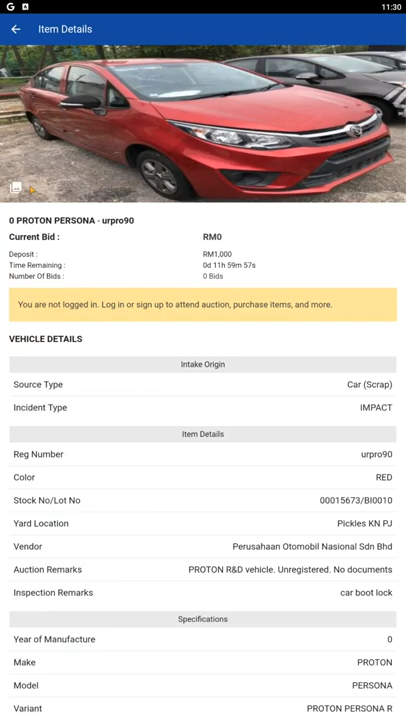 11:30
Item Details
0 PROTON PERSONA - urpro90
Current Bid : RM0
Deposit : RM1,000
Time Remaining : 0d 11h 59m 57s
Number Of Bids : 0 Bids
You are not logged in. Log in or sign up to attend auction, purchase items, and more.
VEHICLE DETAILS
Intake Origin
Source Type Car (Scrap)
Incident Type IMPACT
Item Details
Reg Number urpro90
Color RED
Stock No/Lot No 00015673/BI0010
Yard Location Pickles KN PJ
Vendor Perusahaan Otomobil Nasional Sdn Bhd
Auction Remarks PROTON R&D vehicle. Unregistered. No documents
Inspection Remarks car boot lock
Specifications
Year of Manufacture 0
Make PROTON
Model PERSONA
Variant PROTON PERSONA R